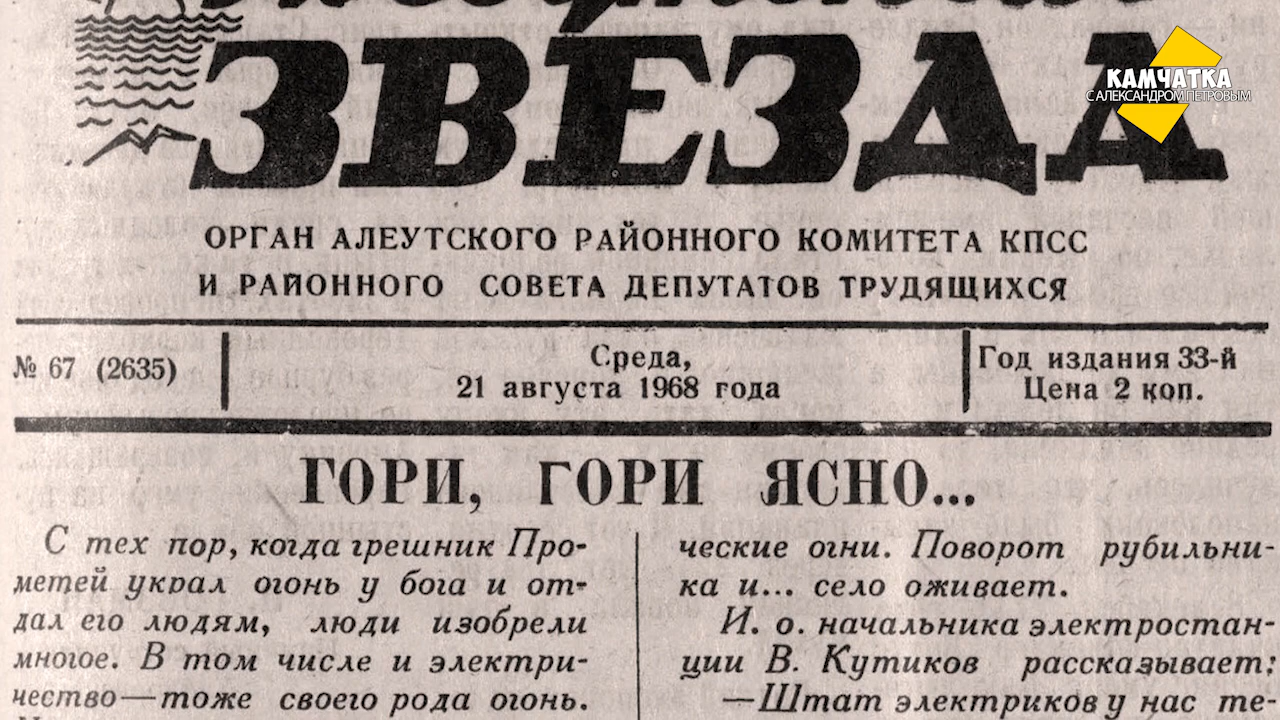 ЗВЕЗДА
КАМЧАТКА
С АЛЕКСАНДРОМ ПЕТРОВЫМ
ОРГАН АЛЕУТСКОГО РАЙОННОГО КОМИТЕТА КПСС
И РАЙОННОГО СОВЕТА ДЕПУТАТОВ ТРУДЯЩИХСЯ
№ 67 (2635)
Среда,
21 августа 1968 года
Год издания 33-й
Цена 2 коп.
ГОРИ, ГОРИ ЯСНО...
С тех пор, когда грешник Про-
метей украл огонь у бога и от-
дал его людям, люди изобрели
многое. В том числе и электри-
чество—тоже своего рода огонь.
ческие огни. Поворот рубильни-
ка и... село оживает.
И. о. начальника электростан-
ции В. Кутиков рассказывает:
—Штат электриков у нас те-